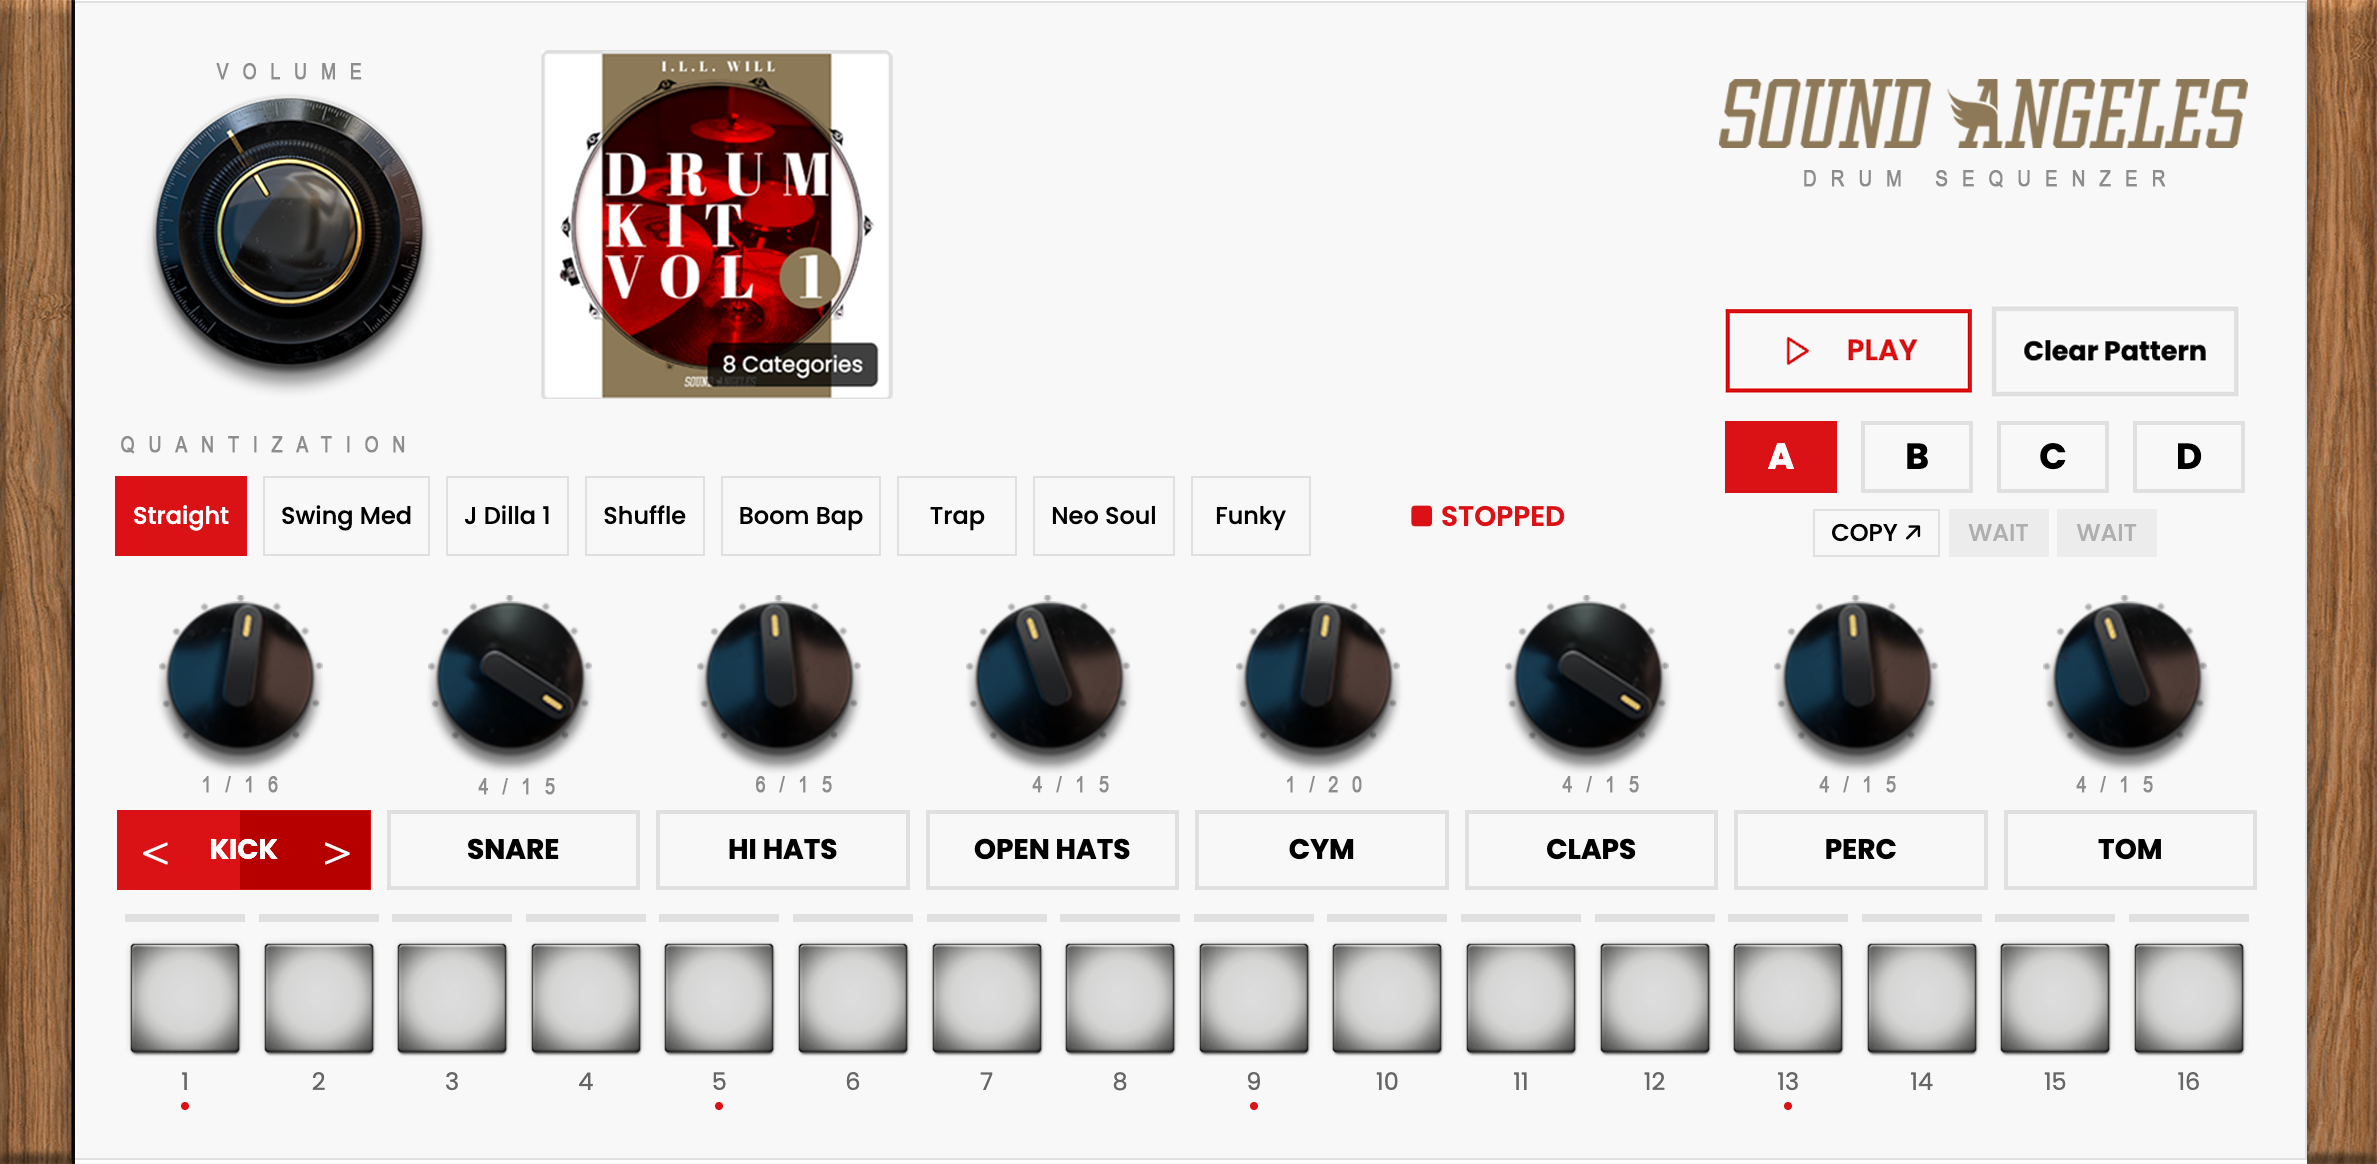 VOLUME
I.L.L. WILL
DRUM
KIT
VOL 1
8 Categories
SOUND ANGELES
DRUM SEQUENZER
PLAY
Clear Pattern
A B C D
COPY ↗ WAIT WAIT
QUANTIZATION
Straight Swing Med J Dilla 1 Shuffle Boom Bap Trap Neo Soul Funky
STOPPED
1/16 4/15 6/15 4/15 1/20 4/15 4/15 4/15
< KICK > SNARE HI HATS OPEN HATS CYM CLAPS PERC TOM
1 2 3 4 5 6 7 8 9 10 11 12 13 14 15 16